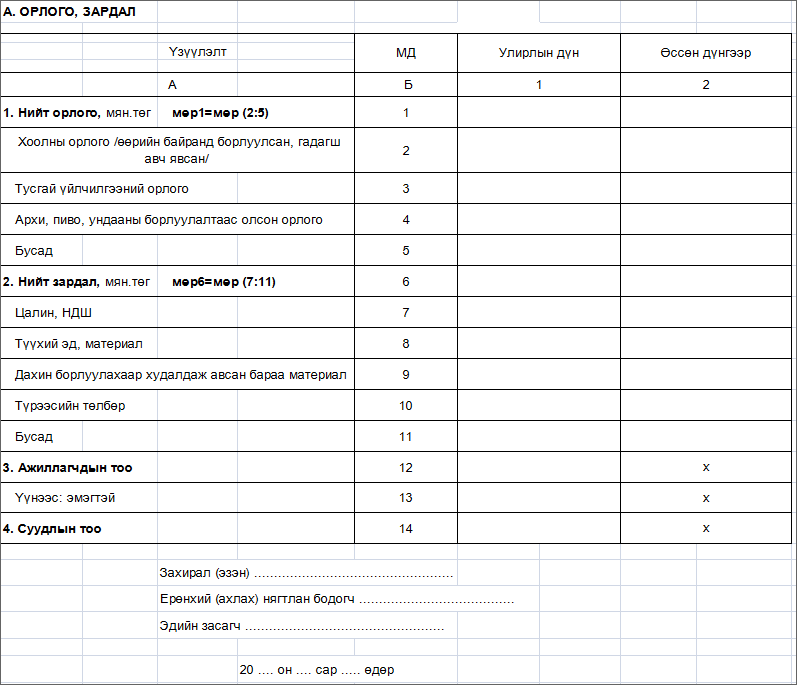 А. ОРЛОГО, ЗАРДАЛ
Үзүүлэлт МД Улирлын дүн Өссөн дүнгээр
А Б 1 2
1. Нийт орлого, мян.төг мөр1=мөр (2:5) 1
Хоолны орлого /өөрийн байранд борлуулсан, гадагш
авч явсан/ 2
Тусгай үйлчилгээний орлого 3
Архи, пиво, ундааны борлуулалтаас олсон орлого 4
Бусад 5
2. Нийт зардал, мян.төг мөр6=мөр (7:11) 6
Цалин, НДШ 7
Түүхий эд, материал 8
Дахин борлуулахаар худалдаж авсан бараа материал 9
Түрээсийн төлбөр 10
Бусад 11
3. Ажиллагчдын тоо 12 х
Үүнээс: эмэгтэй 13 х
4. Суудлын тоо 14 х
Захирал (эзэн) ..................................................
Ерөнхий (ахлах) нягтлан бодогч .......................................
Эдийн засагч ..................................................
20 .... он .... сар ..... өдөр